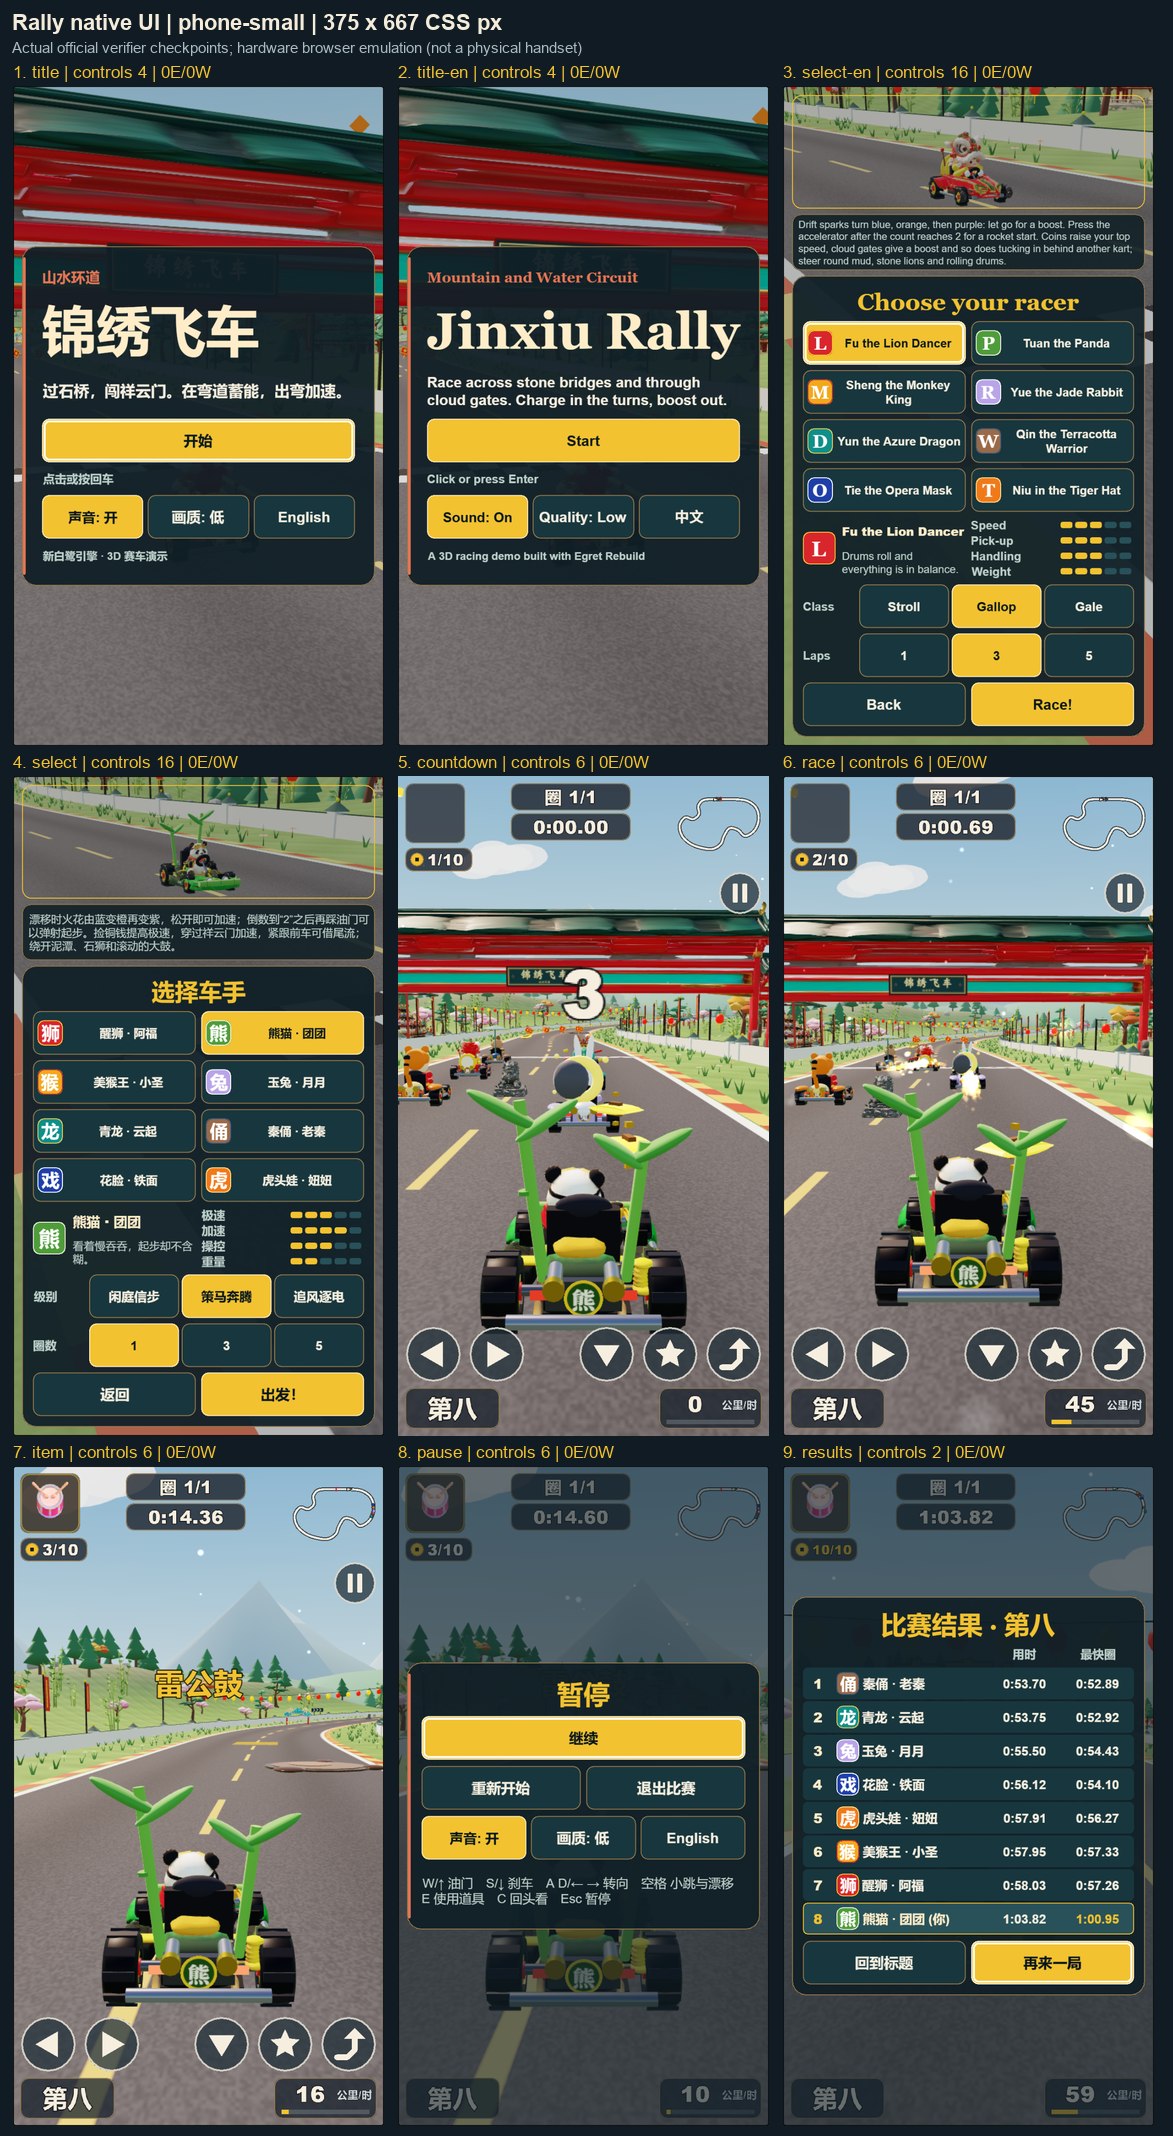 Rally native UI | phone-small | 375 x 667 CSS px
Actual official verifier checkpoints; hardware browser emulation (not a physical handset)
1. title | controls 4 | 0E/0W
山水环道
锦绣飞车
过石桥，闯祥云门。在弯道蓄能，出弯加速。
开始
点击或按回车
声音: 开
画质: 低
English
新白鹭引擎 · 3D 赛车演示
2. title-en | controls 4 | 0E/0W
Mountain and Water Circuit
Jinxiu Rally
Race across stone bridges and through
cloud gates. Charge in the turns, boost out.
Start
Click or press Enter
Sound: On
Quality: Low
中文
A 3D racing demo built with Egret Rebuild
3. select-en | controls 16 | 0E/0W
Drift sparks turn blue, orange, then purple: let go for a boost. Press the
accelerator after the count reaches 2 for a rocket start. Coins raise your top
speed, cloud gates give a boost and so does tucking in behind another kart;
steer round mud, stone lions and rolling drums.
Choose your racer
L Fu the Lion Dancer
P Tuan the Panda
M Sheng the Monkey
King
R Yue the Jade Rabbit
D Yun the Azure Dragon
W Qin the Terracotta
Warrior
O Tie the Opera Mask
T Niu in the Tiger Hat
L Fu the Lion Dancer
Drums roll and
everything is in balance.
Speed
Pick-up
Handling
Weight
Class
Stroll
Gallop
Gale
Laps
1
3
5
Back
Race!
4. select | controls 16 | 0E/0W
漂移时火花由蓝变橙再变紫，松开即可加速；倒数到“2”之后再踩油门可
以弹射起步。捡铜钱提高极速，穿过祥云门加速，紧跟前车可借尾流；
绕开泥潭、石狮和滚动的大鼓。
选择车手
狮 醒狮 · 阿福
熊 熊猫 · 团团
猴 美猴王 · 小圣
兔 玉兔 · 月月
龙 青龙 · 云起
俑 秦俑 · 老秦
戏 花脸 · 铁面
虎 虎头娃 · 妞妞
熊 熊猫 · 团团
看着慢吞吞，起步却不含
糊。
极速
加速
操控
重量
级别
闲庭信步
策马奔腾
追风逐电
圈数
1
3
5
返回
出发！
5. countdown | controls 6 | 0E/0W
圈 1/1
0:00.00
1/10
锦绣飞车
3
熊
第八
0 公里/时
6. race | controls 6 | 0E/0W
圈 1/1
0:00.69
2/10
锦绣飞车
熊
第八
45 公里/时
7. item | controls 6 | 0E/0W
圈 1/1
0:14.36
3/10
雷公鼓
熊
第八
16 公里/时
8. pause | controls 6 | 0E/0W
圈 1/1
0:14.60
3/10
暂停
继续
重新开始
退出比赛
声音: 开
画质: 低
English
W/↑ 油门 S/↓ 刹车 A D/← → 转向 空格 小跳与漂移
E 使用道具 C 回头看 Esc 暂停
熊
第八
10 公里/时
9. results | controls 2 | 0E/0W
圈 1/1
1:03.82
10/10
比赛结果 · 第八
用时 最快圈
1 俑 秦俑 · 老秦 0:53.70 0:52.89
2 龙 青龙 · 云起 0:53.75 0:52.92
3 兔 玉兔 · 月月 0:55.50 0:54.43
4 戏 花脸 · 铁面 0:56.12 0:54.10
5 虎 虎头娃 · 妞妞 0:57.91 0:56.27
6 猴 美猴王 · 小圣 0:57.95 0:57.33
7 狮 醒狮 · 阿福 0:58.03 0:57.26
8 熊 熊猫 · 团团 (你) 1:03.82 1:00.95
回到标题
再来一局
第八
59 公里/时